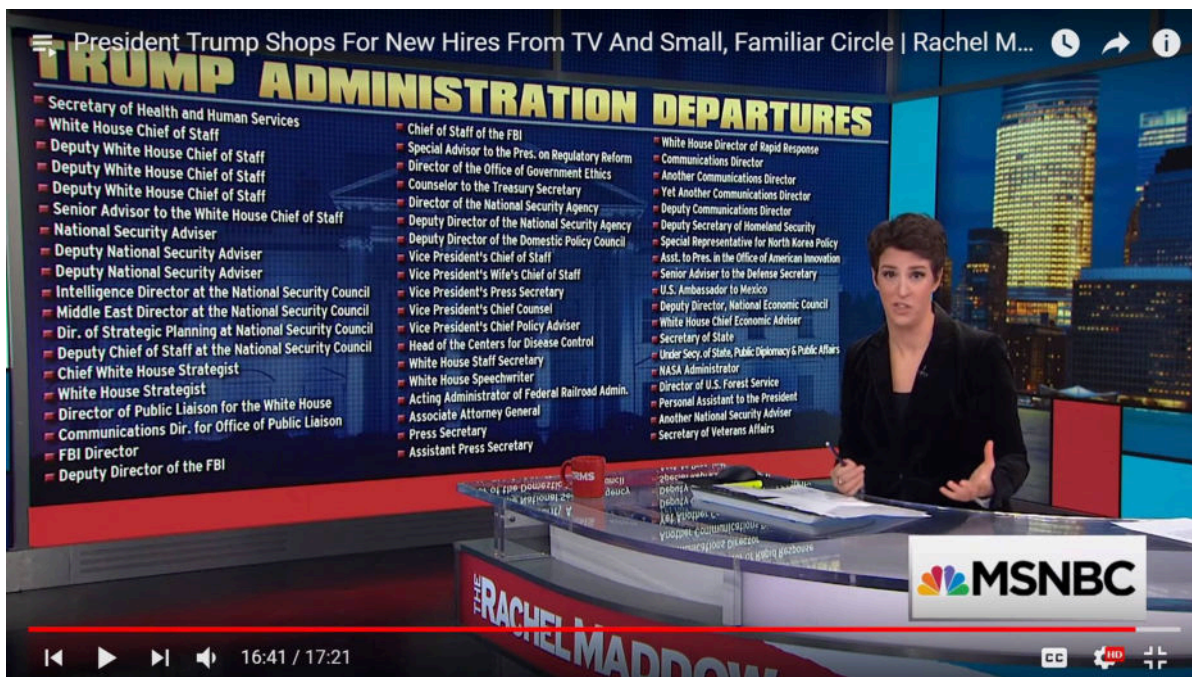 President Trump Shops For New Hires From TV And Small, Familiar Circle | Rachel M...
TRUMP ADMINISTRATION DEPARTURES
Secretary of Health and Human Services
White House Chief of Staff
Deputy White House Chief of Staff
Deputy White House Chief of Staff
Deputy White House Chief of Staff
Senior Advisor to the White House Chief of Staff
National Security Adviser
Deputy National Security Adviser
Deputy National Security Adviser
Intelligence Director at the National Security Council
Middle East Director at the National Security Council
Dir. of Strategic Planning at National Security Council
Deputy Chief of Staff at the National Security Council
Chief White House Strategist
White House Strategist
Director of Public Liaison for the White House
Communications Dir. for Office of Public Liaison
FBI Director
Deputy Director of the FBI
Chief of Staff of the FBI
Special Advisor to the Pres. on Regulatory Reform
Director of the Office of Government Ethics
Counselor to the Treasury Secretary
Director of the National Security Agency
Deputy Director of the National Security Agency
Deputy Director of the Domestic Policy Council
Vice President's Chief of Staff
Vice President's Wife's Chief of Staff
Vice President's Press Secretary
Vice President's Chief Counsel
Vice President's Chief Policy Adviser
Head of the Centers for Disease Control
White House Staff Secretary
White House Speechwriter
Acting Administrator of Federal Railroad Admin.
Associate Attorney General
Press Secretary
Assistant Press Secretary
White House Director of Rapid Response
Communications Director
Another Communications Director
Yet Another Communications Director
Deputy Communications Director
Deputy Secretary of Homeland Security
Special Representative for North Korea Policy
Asst. to Pres. in the Office of American Innovation
Senior Adviser to the Defense Secretary
U.S. Ambassador to Mexico
Deputy Director, National Economic Council
White House Chief Economic Adviser
Secretary of State
Under Secy. of State, Public Diplomacy & Public Affairs
NASA Administrator
Director of U.S. Forest Service
Personal Assistant to the President
Another National Security Adviser
Secretary of Veterans Affairs
TRMS
MSNBC
THE
RACHEL MADDOW
16:41 / 17:21
CC
HD